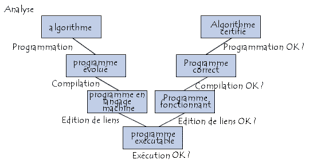 Analyse
algorithme
Algorithme
certifié
Programmation
Programmation OK ?
programme
évolué
Programme
correct
Compilation
Compilation OK ?
programme en
langage
machine
Programme
fonctionnant
Edition de liens
Edition de liens OK ?
programme
exécutable
Exécution OK ?